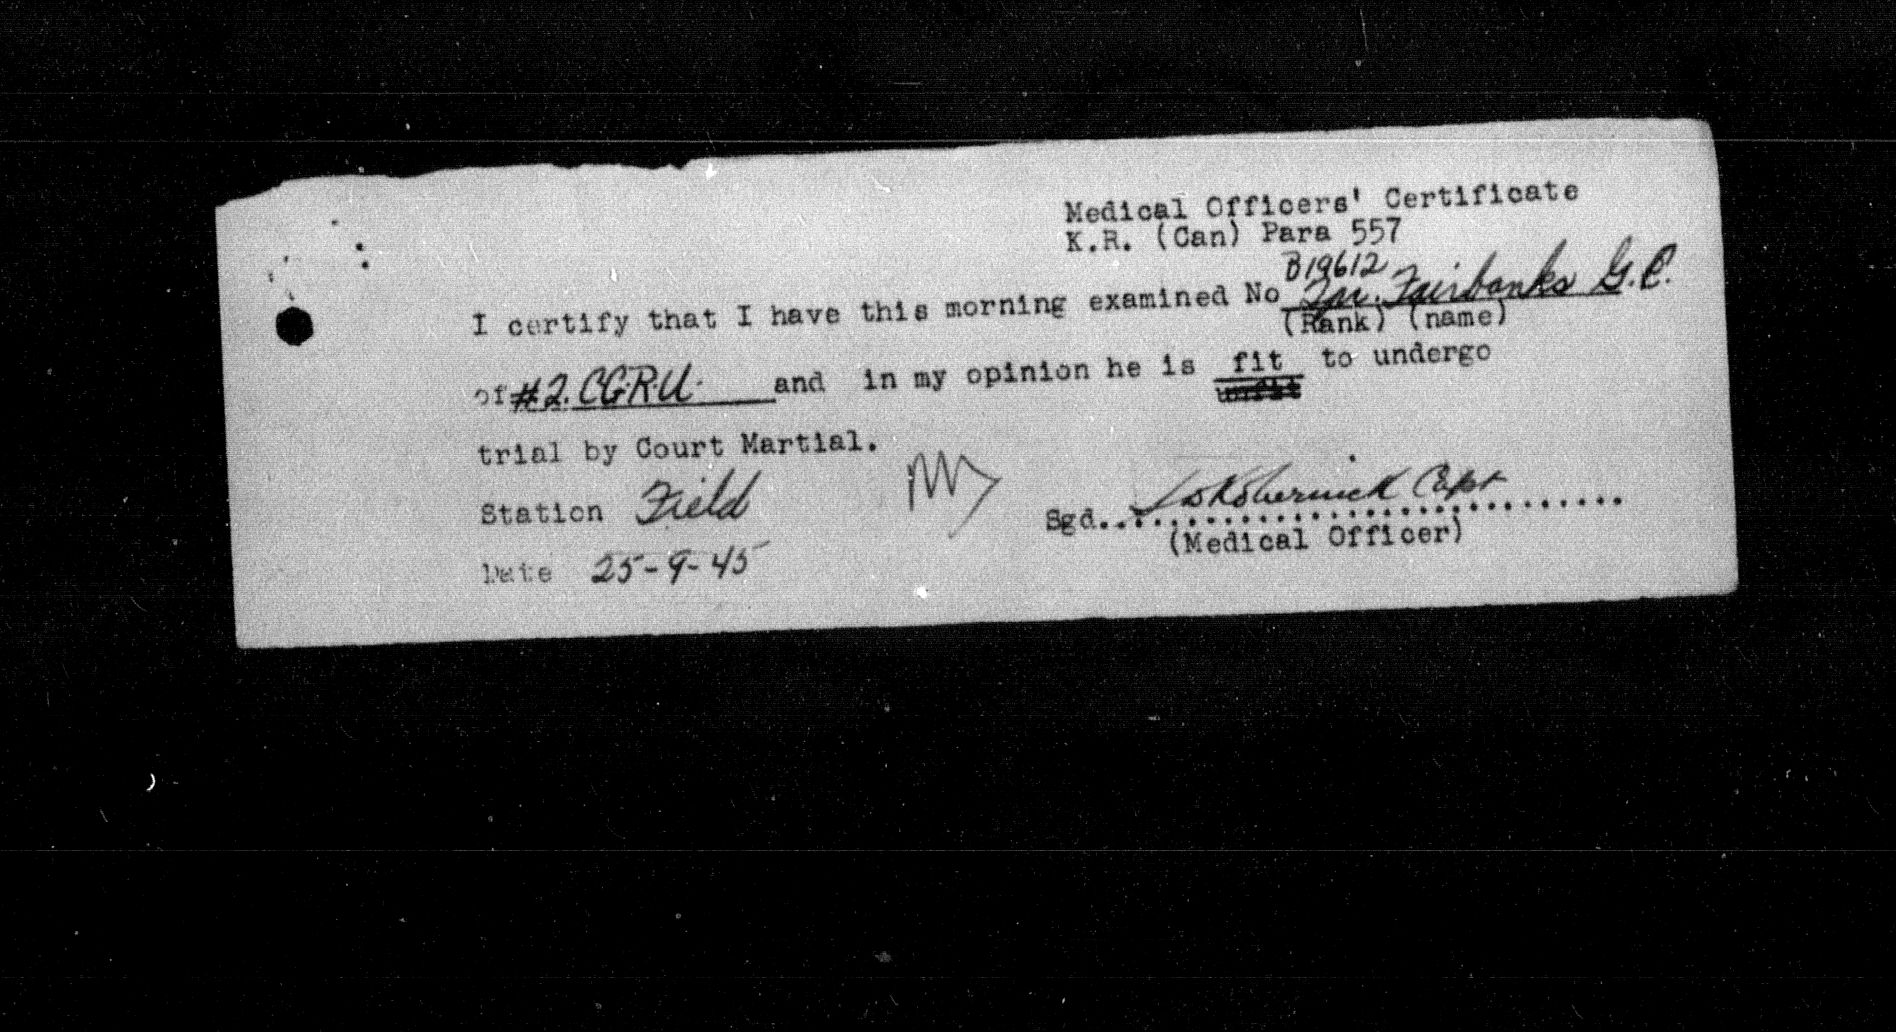 Medical Officers' Certificate
K.R. (Can) Para 557
B19612
I certify that I have this morning examined No Fairbanks G.C.
(Rank) (name)
of #2. C.G.R.U. and in my opinion he is fit to undergo
unfit
trial by Court Martial.
Station Field
Sgd. Capt
(Medical Officer)
Date 25-9-45